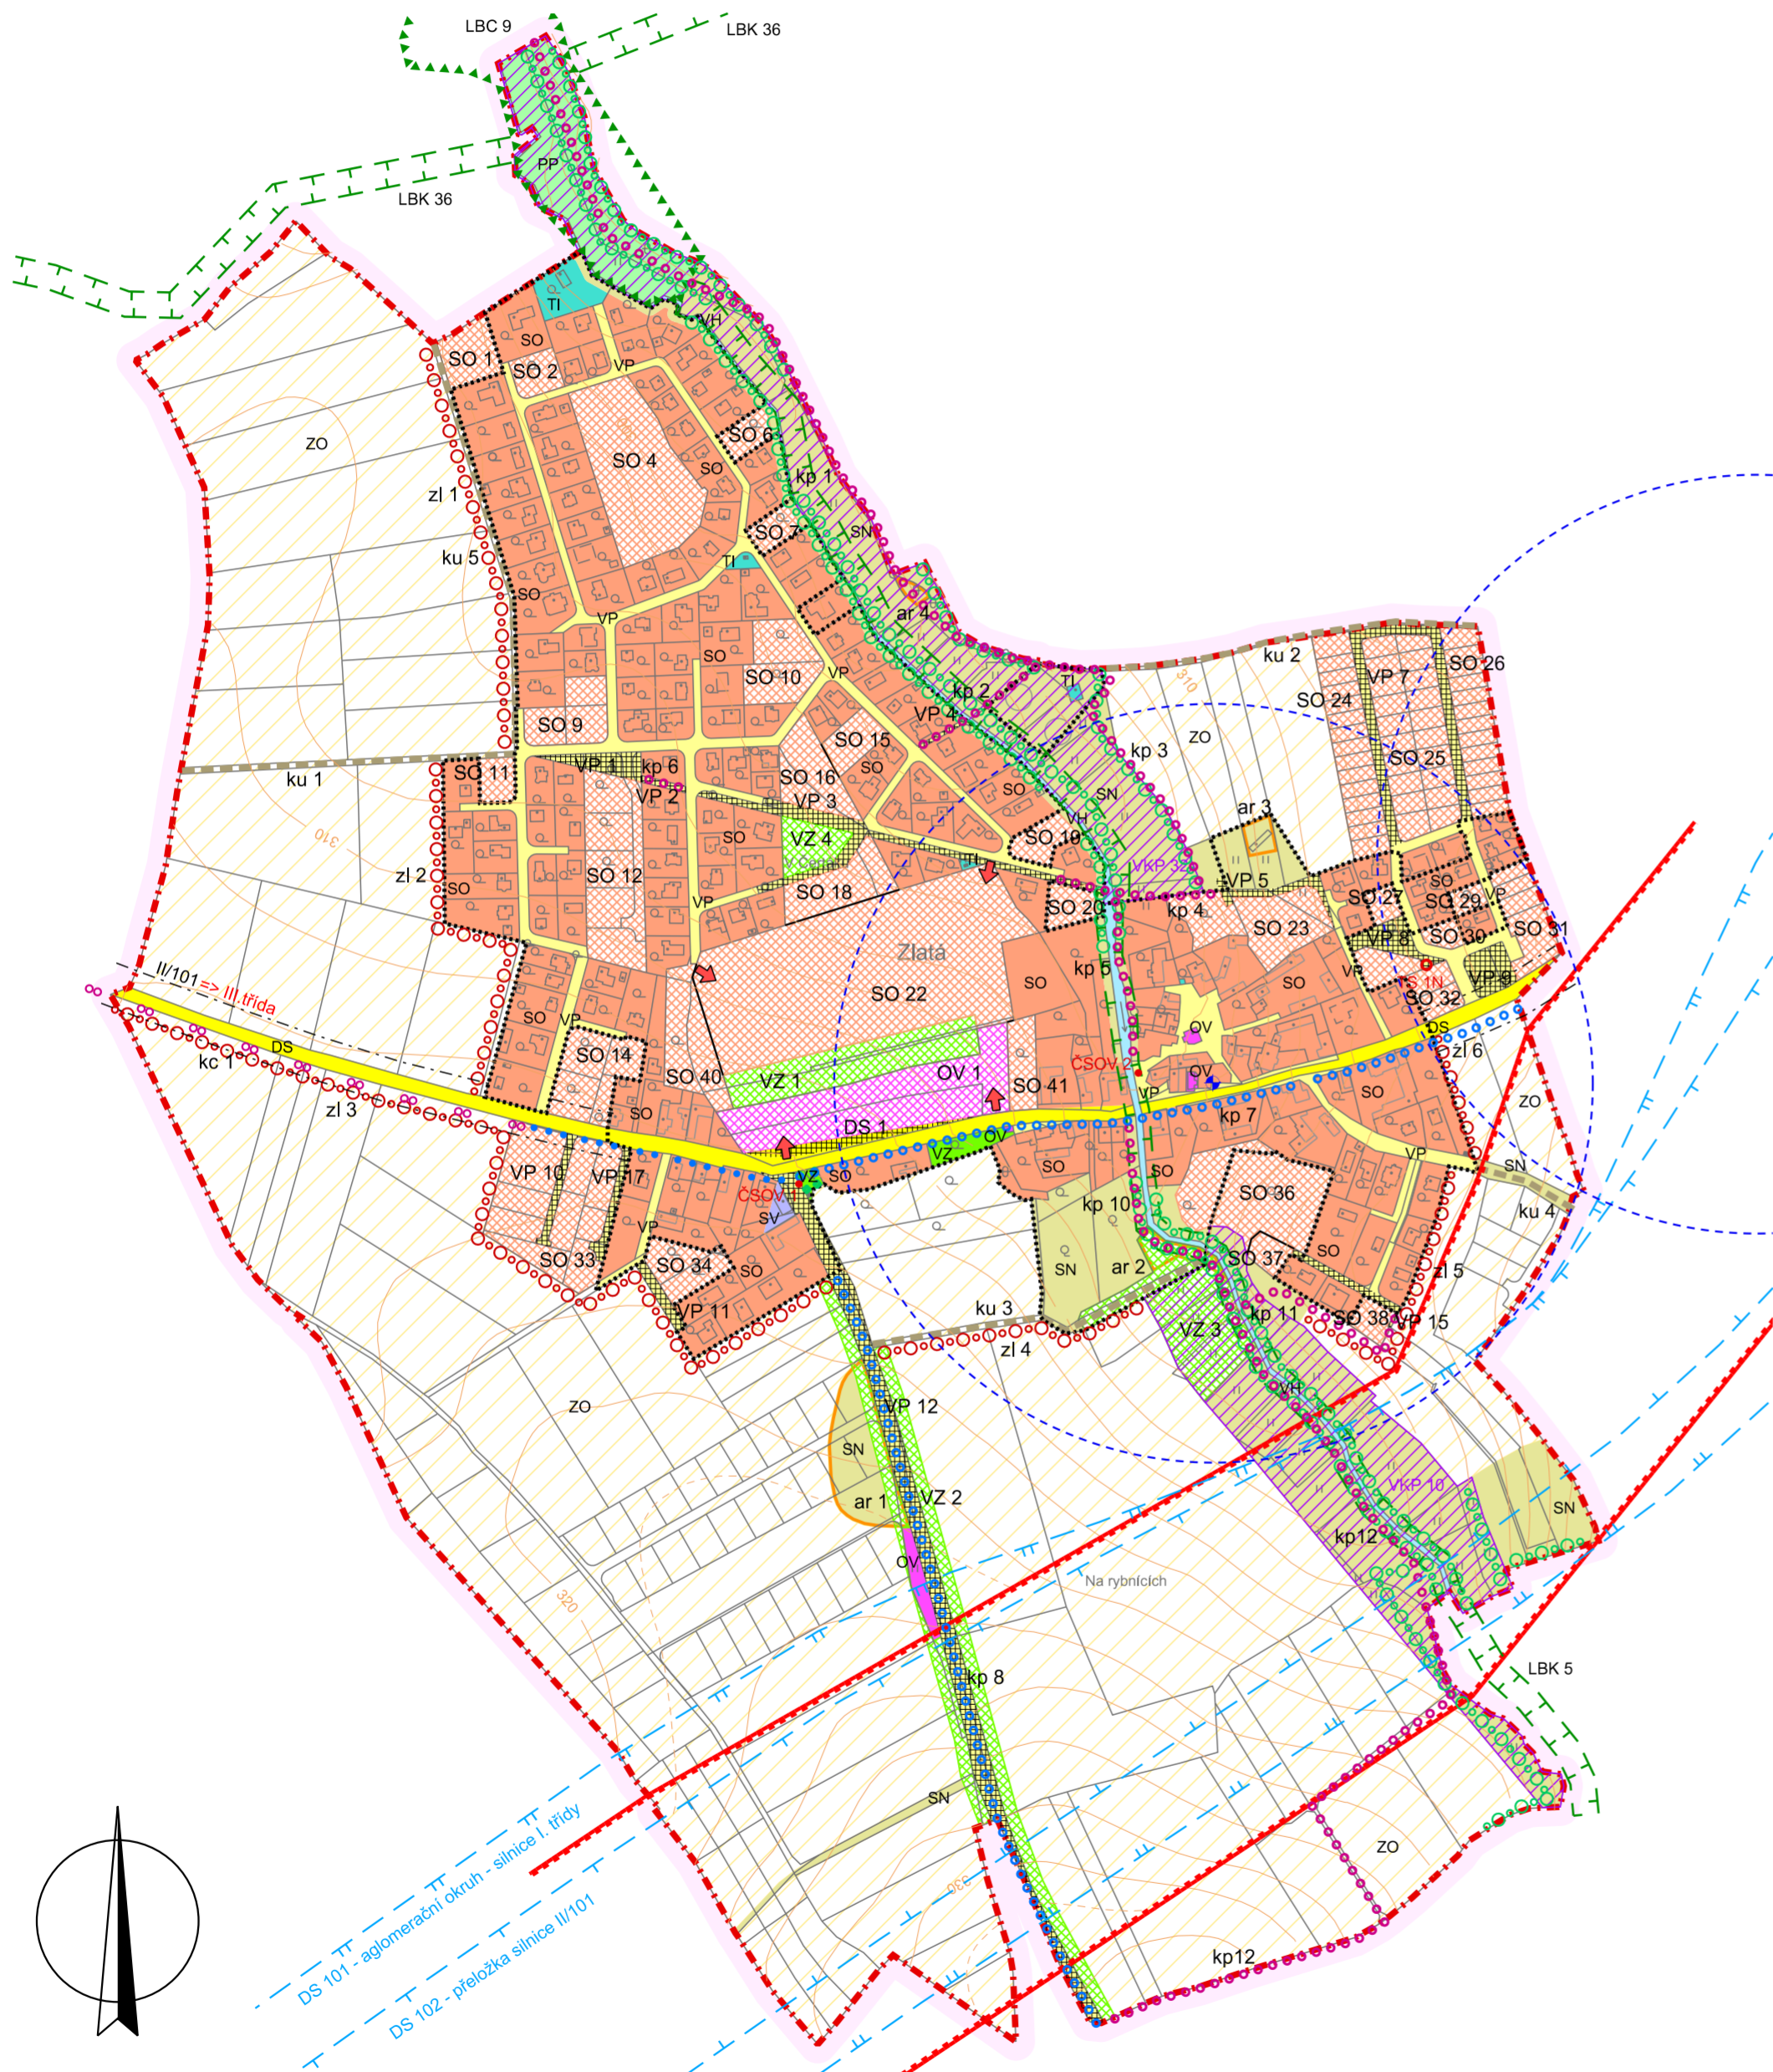 LBC 9
LBK 36
PP
LBK 36
TI
SO
VH
SO 1
SO 2
VP
SO 6
ZO
SO 4
SO
kp 1
zl 1
SO 7
SN
ku 5
TI
SO
ar 4
VP
SO
ku 2
SO 26
VP 7
SO 10
VP
TI
kp 2
SO 24
VP 4
SO 9
SO 15
ZO
kp 3
SO 25
SO 11
VP 1
kp 6
SO
SO 16
ku 1
VP 2
VP 3
SO
SN
ar 3
310
310
VH
VZ 4
SO
SO 19
TI
VKP 32
zl 2
SO 12
SO 18
VP 5
SO
SO
VP
SO 27
SO 29
VP
SO 20
kp 4
SO 23
SO 30
SO 31
VP 8
Zlatá
kp 5
II/101
=> III.třída
SO
SO 22
SO
VP
TS 1N
VP 9
SO 32
SO
VP
OV
DS
DS
kc 1
SO 14
SO 40
VZ 1
OV 1
SO 41
ČSOV 2
OV
zl 6
zl 3
SO
VP
SO
ZO
DS 1
kp 7
OV
VP 10
VP 17
VZ
SO
VZ
SO
SO
VP
SN
ČSOV 1
SV
SO 36
ku 4
VP
kp 10
SO 33
SO 34
SO
SN
ar 2
SO 37
SO
zl 5
VP 11
ku 3
kp 11
SO 38
VP 15
zl 4
VZ 3
VH
ZO
VP 12
SN
VKP 10
ar 1
VZ 2
SN
kp12
OV
Na rybnících
320
LBK 5
kp 8
SN
ZO
330
DS 101 - aglomerační okruh - silnice I. třídy
DS 102 - přeložka silnice II/101
kp12